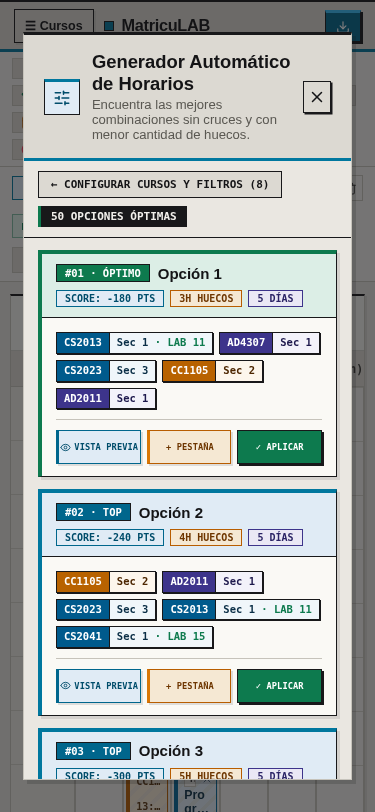 ☰ Cursos
MatricuLAB
Generador Automático
de Horarios
Encuentra las mejores
combinaciones sin cruces y con
menor cantidad de huecos.
← CONFIGURAR CURSOS Y FILTROS (8)
50 OPCIONES ÓPTIMAS
#01 · ÓPTIMO Opción 1
SCORE: -180 PTS 3H HUECOS 5 DÍAS
CS2013 Sec 1 · LAB 11 AD4307 Sec 1
CS2023 Sec 3 CC1105 Sec 2
AD2011 Sec 1
VISTA PREVIA + PESTAÑA ✓ APLICAR
#02 · TOP Opción 2
SCORE: -240 PTS 4H HUECOS 5 DÍAS
CC1105 Sec 2 AD2011 Sec 1
CS2023 Sec 3 CS2013 Sec 1 · LAB 11
CS2041 Sec 1 · LAB 15
VISTA PREVIA + PESTAÑA ✓ APLICAR
#03 · TOP Opción 3
SCORE: -300 PTS 5H HUECOS 5 DÍAS
13:… Pro
gr…